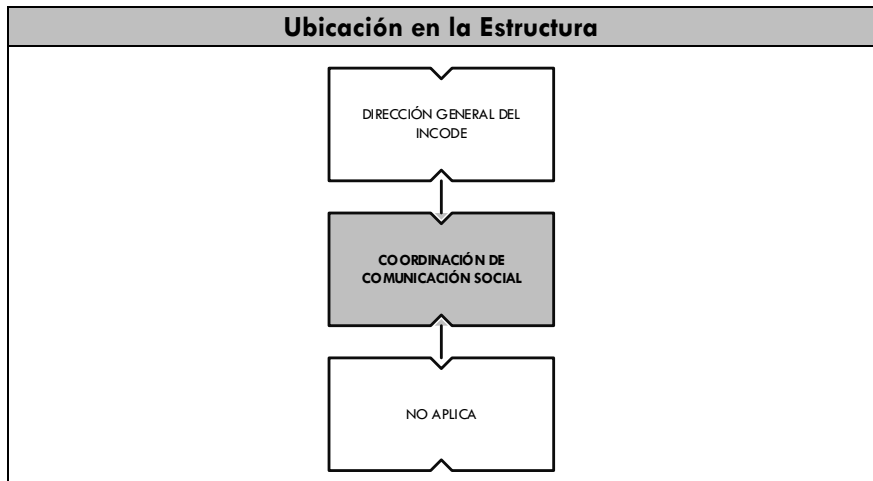 Ubicación en la Estructura
DIRECCIÓN GENERAL DEL
INCODE
COORDINACIÓN DE
COMUNICACIÓN SOCIAL
NO APLICA